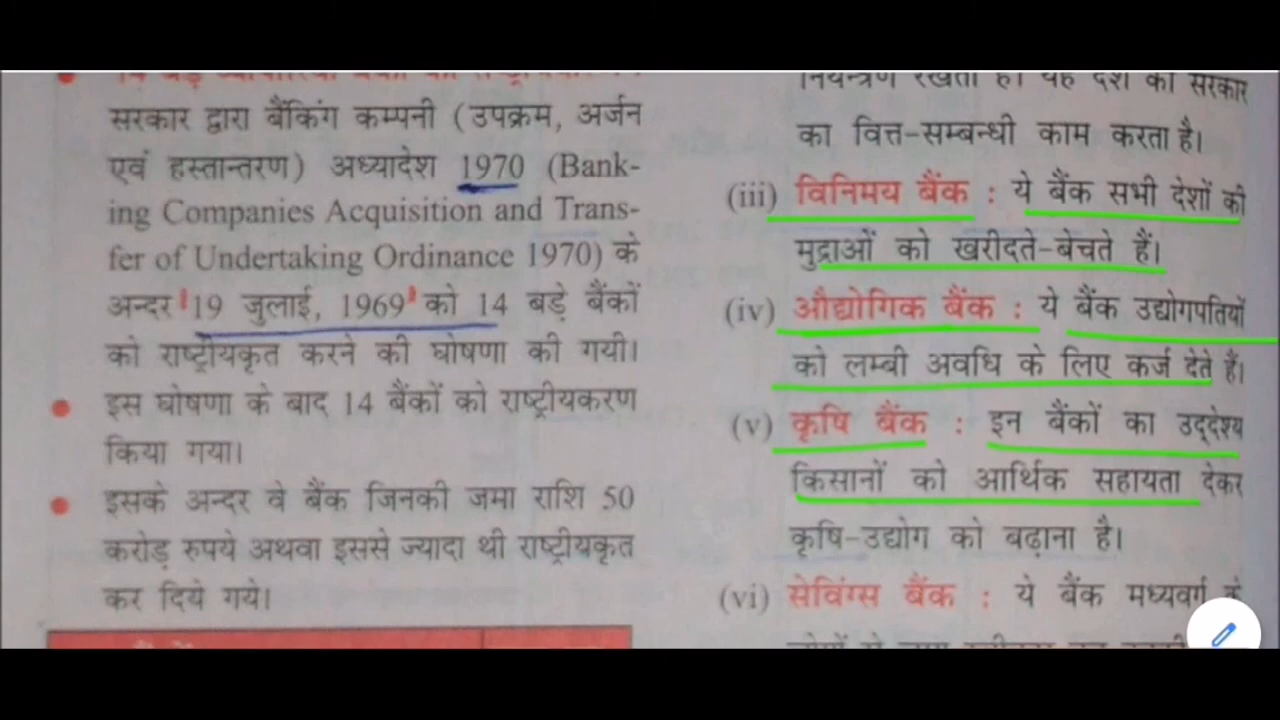 सरकार द्वारा बैंकिंग कम्पनी (उपक्रम, अर्जन
एवं हस्तान्तरण) अध्यादेश 1970 (Bank-
ing Companies Acquisition and Trans-
fer of Undertaking Ordinance 1970) के
अन्दर 19 जुलाई, 1969 को 14 बड़े बैंकों
को राष्ट्रीयकृत करने की घोषणा की गयी।
इस घोषणा के बाद 14 बैंकों को राष्ट्रीयकरण
किया गया।
इसके अन्दर वे बैंक जिनकी जमा राशि 50
करोड़ रुपये अथवा इससे ज्यादा थी राष्ट्रीयकृत
कर दिये गये।
नियन्त्रण रखता है। यह देश की सरकार
का वित्त-सम्बन्धी काम करता है।
(iii) विनिमय बैंक : ये बैंक सभी देशों की
मुद्राओं को खरीदते-बेचते हैं।
(iv) औद्योगिक बैंक : ये बैंक उद्योगपतियों
को लम्बी अवधि के लिए कर्ज देते हैं।
(v) कृषि बैंक : इन बैंकों का उद्देश्य
किसानों को आर्थिक सहायता देकर
कृषि-उद्योग को बढ़ाना है।
(vi) सेविंग्स बैंक : ये बैंक मध्यवर्ग